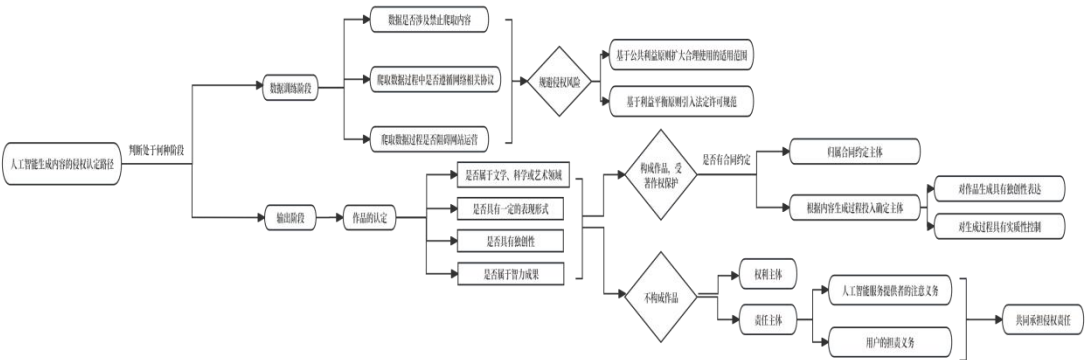 人工智能生成内容的侵权认定路径
判断处于何种阶段
数据训练阶段
数据是否涉及禁止爬取内容
爬取数据过程中是否遵循网络相关协议
爬取数据过程是否阻碍网站运营
规避侵权风险
基于公共利益原则扩大合理使用的适用范围
基于利益平衡原则引入法定许可规范
输出阶段
作品的认定
是否属于文学、科学或艺术领域
是否具有一定的表现形式
是否具有独创性
是否属于智力成果
构成作品，受
著作权保护
是否有合同约定
归属合同约定主体
根据内容生成过程投入确定主体
对作品生成具有独创性表达
对生成过程具有实质性控制
不构成作品
权利主体
责任主体
人工智能服务提供者的注意义务
用户的担责义务
共同承担侵权责任